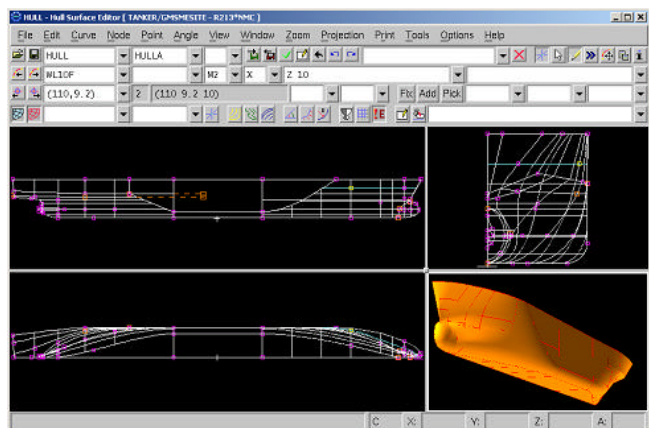 HULL - Hull Surface Editor [ TANKER/GMSMESITE - R213*NMC ]
File Edit Curve Node Point Angle View Window Zoom Projection Print Tools Options Help
HULL HULLA
WL10F M2 X Z 10
(110,9.2) 2 (110 9.2 10) Fix Add Pick
!E
C X: Y: Z: A: